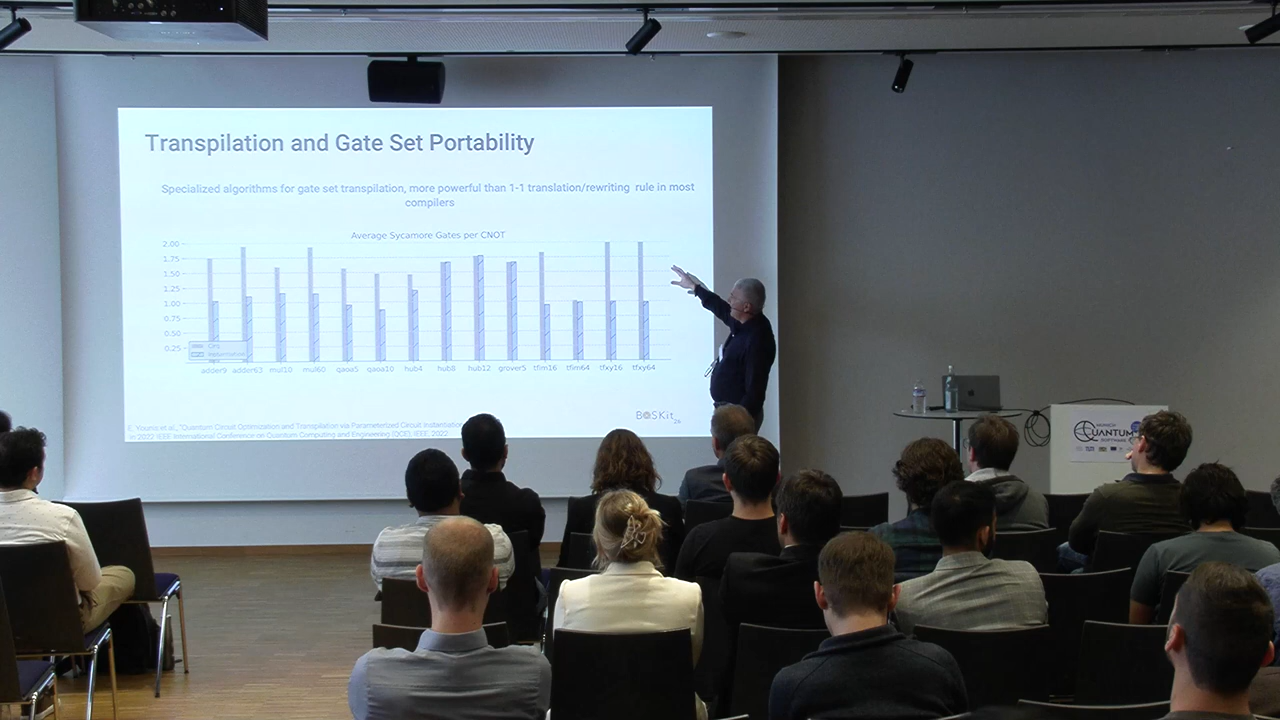 Transpilation and Gate Set Portability
Specialized algorithms for gate set transpilation, more powerful than 1-1 translation/rewriting rule in most
compilers
Average Sycamore Gates per CNOT
2.00
1.75
1.50
1.25
1.00
0.75
0.50
0.25
adder9 adder63 mul10 mul60 qaoa5 qaoa10 hub4 hub8 hub12 grover5 tfim16 tfim64 tfxy16 tfxy64
BQSKit
26
E. Younis et al., "Quantum Circuit Optimization and Transpilation via Parameterized Circuit Instantiation
in 2022 IEEE International Conference on Quantum Computing and Engineering (QCE), IEEE, 2022
MUNICH
QUANTUM
SOFTWARE